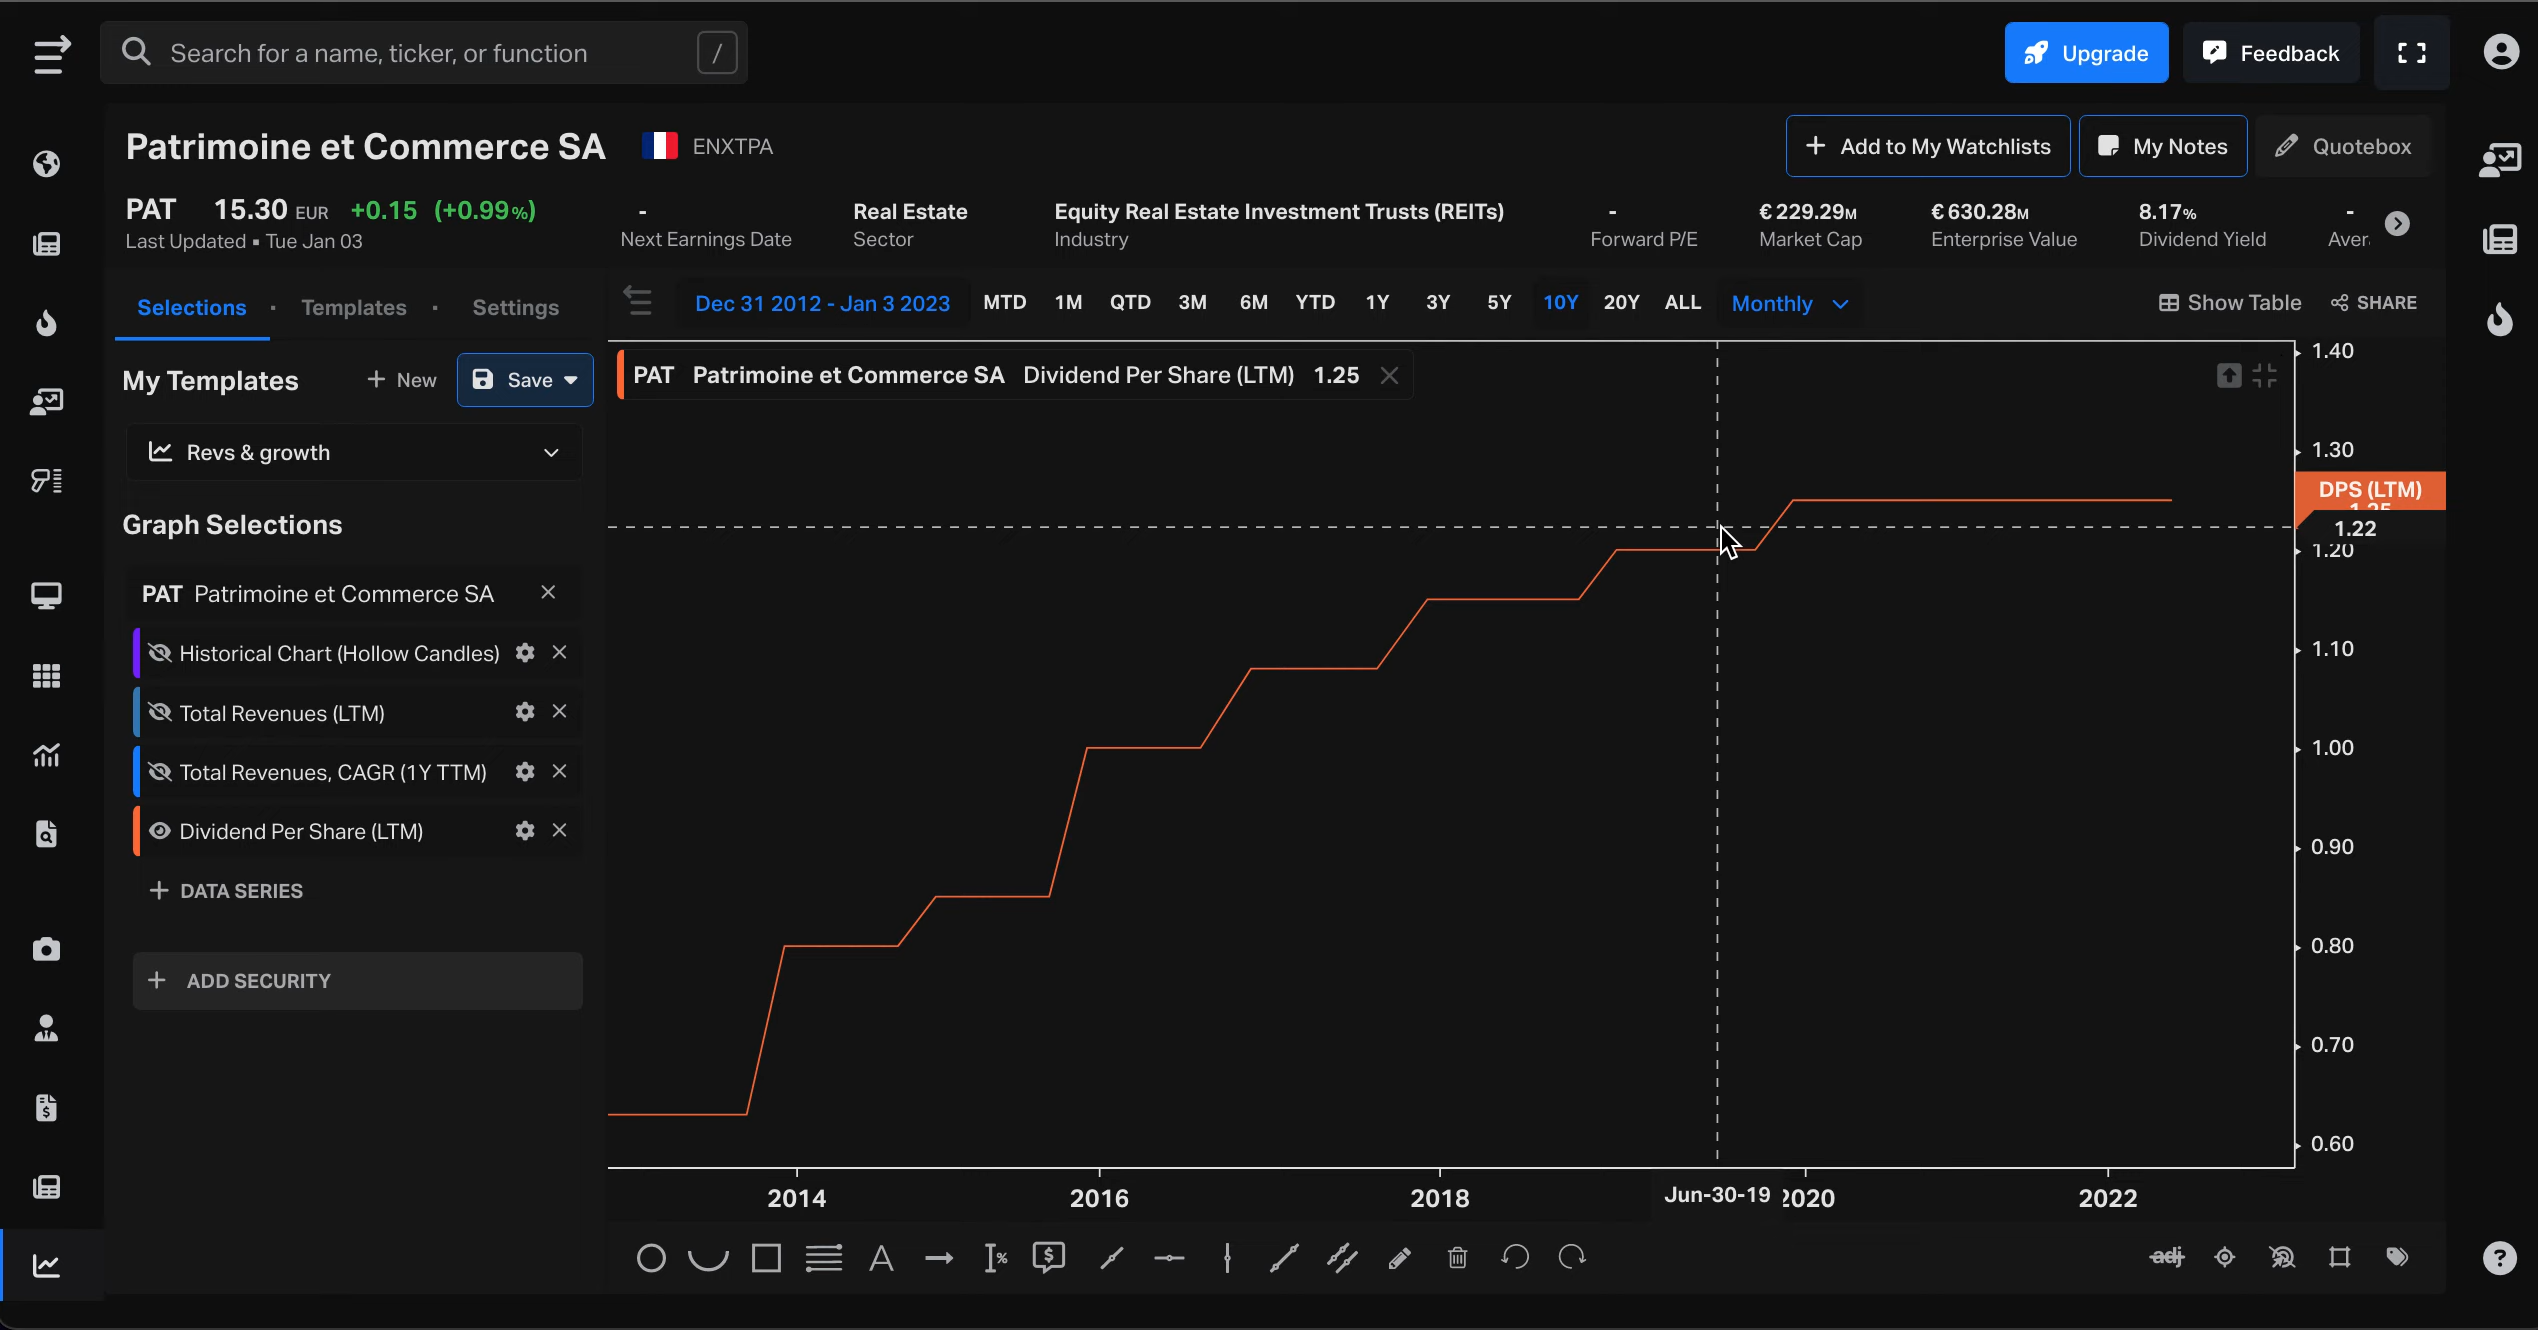 Search for a name, ticker, or function /
Upgrade
Feedback
Patrimoine et Commerce SA ENXTPA
+ Add to My Watchlists
My Notes
Quotebox
PAT 15.30 EUR +0.15 (+0.99%)
Last Updated ▪ Tue Jan 03
-
Next Earnings Date
Real Estate
Sector
Equity Real Estate Investment Trusts (REITs)
Industry
-
Forward P/E
€ 229.29M
Market Cap
€ 630.28M
Enterprise Value
8.17%
Dividend Yield
-
Aver.
Selections · Templates · Settings
Dec 31 2012 - Jan 3 2023 MTD 1M QTD 3M 6M YTD 1Y 3Y 5Y 10Y 20Y ALL Monthly
Show Table SHARE
My Templates + New Save
Revs & growth
Graph Selections
PAT Patrimoine et Commerce SA
Historical Chart (Hollow Candles)
Total Revenues (LTM)
Total Revenues, CAGR (1Y TTM)
Dividend Per Share (LTM)
+ DATA SERIES
+ ADD SECURITY
PAT Patrimoine et Commerce SA Dividend Per Share (LTM) 1.25
1.40
1.30
DPS (LTM)
1.25
1.22
1.20
1.10
1.00
0.90
0.80
0.70
0.60
2014 2016 2018 Jun-30-19 2020 2022
A
%
$
adj
?